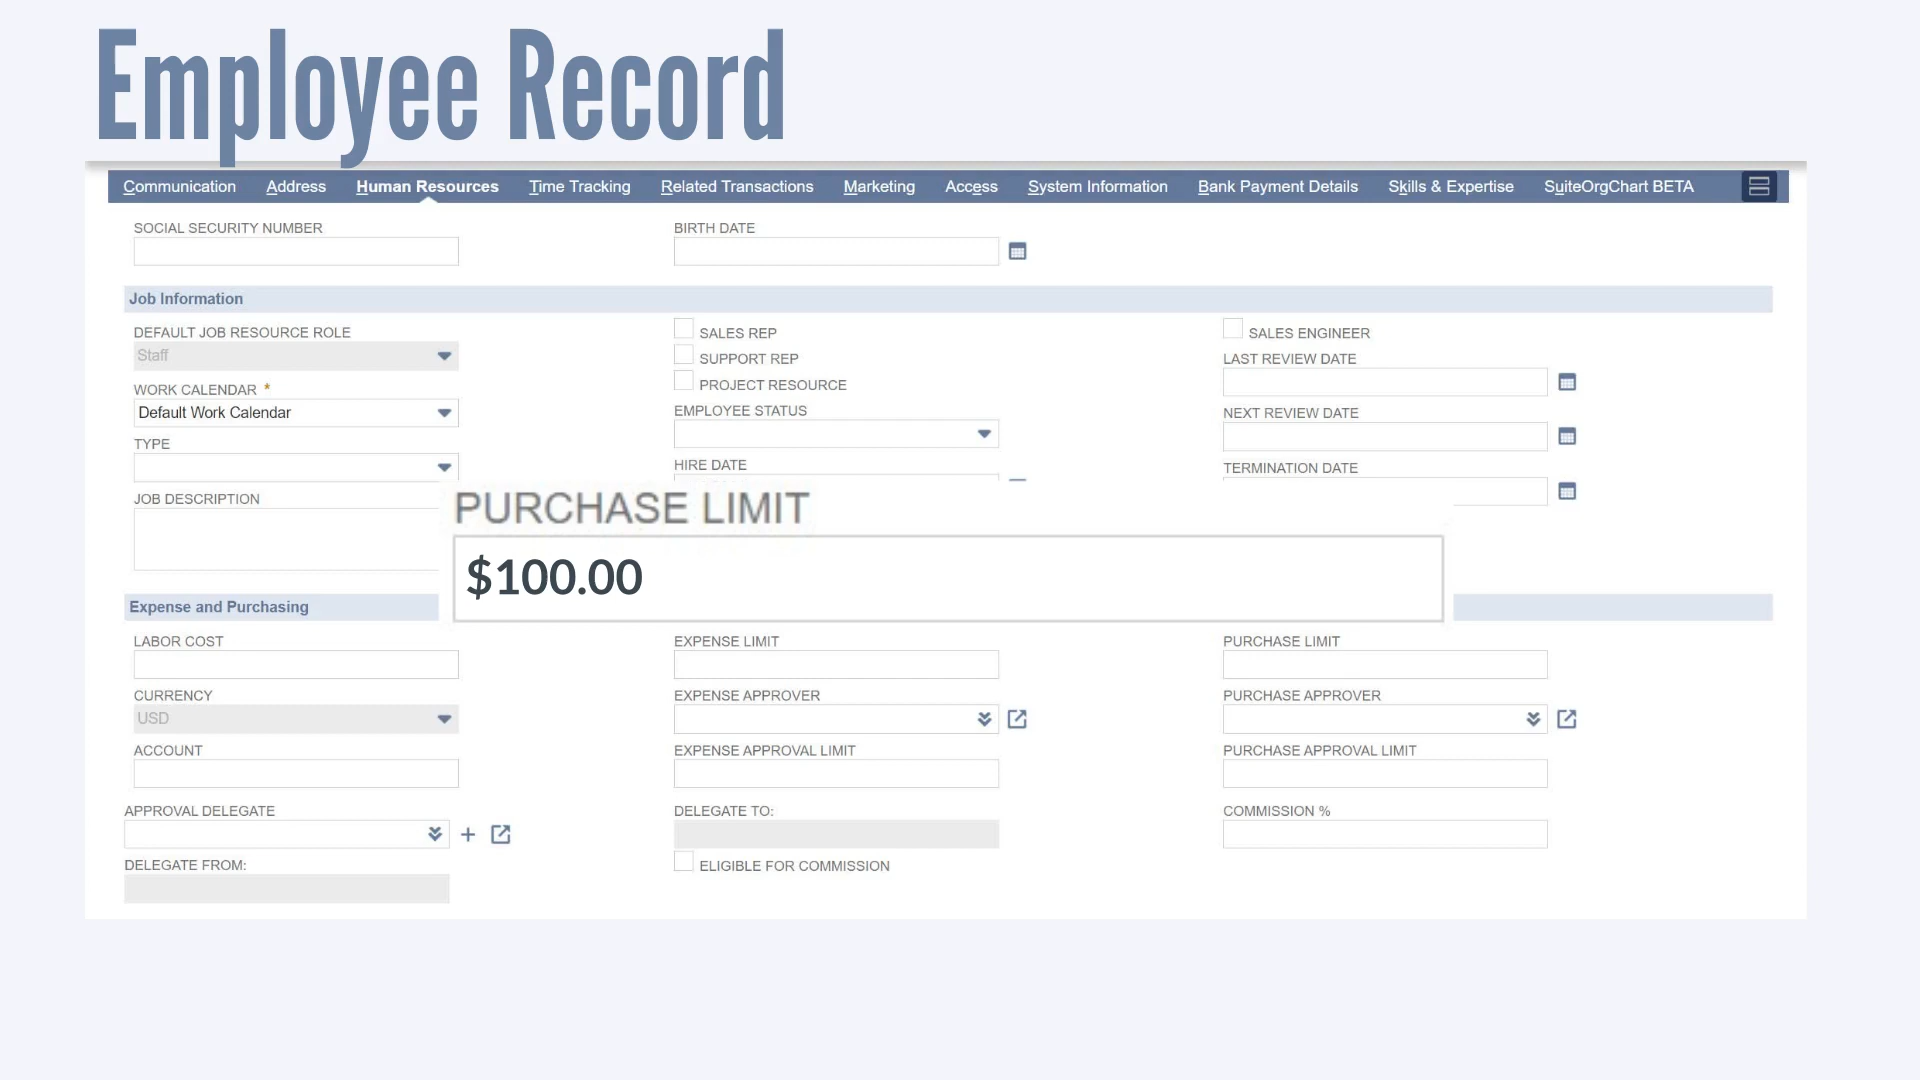 Employee Record
Communication Address Human Resources Time Tracking Related Transactions Marketing Access System Information Bank Payment Details Skills & Expertise SuiteOrgChart BETA
SOCIAL SECURITY NUMBER BIRTH DATE
Job Information
DEFAULT JOB RESOURCE ROLE SALES REP SALES ENGINEER
Staff SUPPORT REP LAST REVIEW DATE
WORK CALENDAR * PROJECT RESOURCE
Default Work Calendar EMPLOYEE STATUS NEXT REVIEW DATE
TYPE
HIRE DATE TERMINATION DATE
JOB DESCRIPTION
PURCHASE LIMIT
$100.00
Expense and Purchasing
LABOR COST EXPENSE LIMIT PURCHASE LIMIT
CURRENCY EXPENSE APPROVER PURCHASE APPROVER
USD
ACCOUNT EXPENSE APPROVAL LIMIT PURCHASE APPROVAL LIMIT
APPROVAL DELEGATE DELEGATE TO: COMMISSION %
DELEGATE FROM: ELIGIBLE FOR COMMISSION